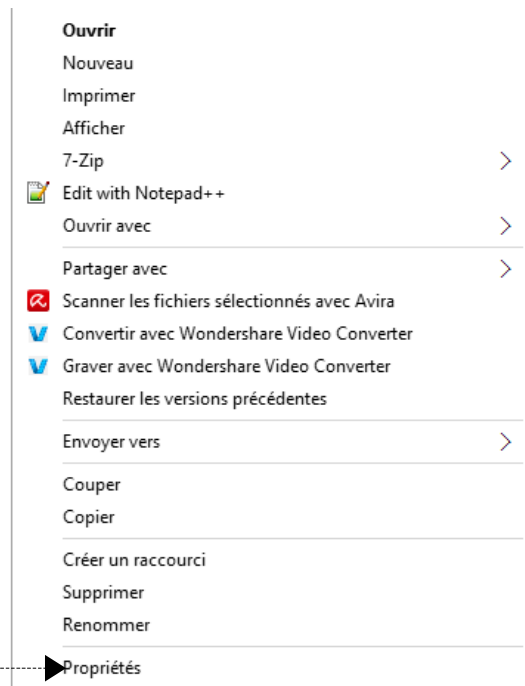 Ouvrir
Nouveau
Imprimer
Afficher
7-Zip
Edit with Notepad++
Ouvrir avec
Partager avec
Scanner les fichiers sélectionnés avec Avira
Convertir avec Wondershare Video Converter
Graver avec Wondershare Video Converter
Restaurer les versions précédentes
Envoyer vers
Couper
Copier
Créer un raccourci
Supprimer
Renommer
Propriétés